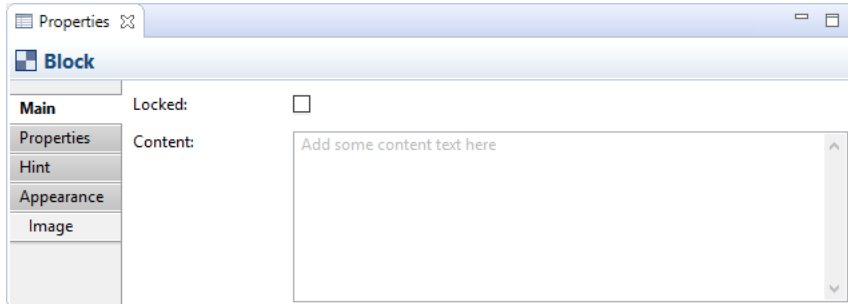 Properties
Block
Main
Locked:
Properties
Content:
Add some content text here
Hint
Appearance
Image